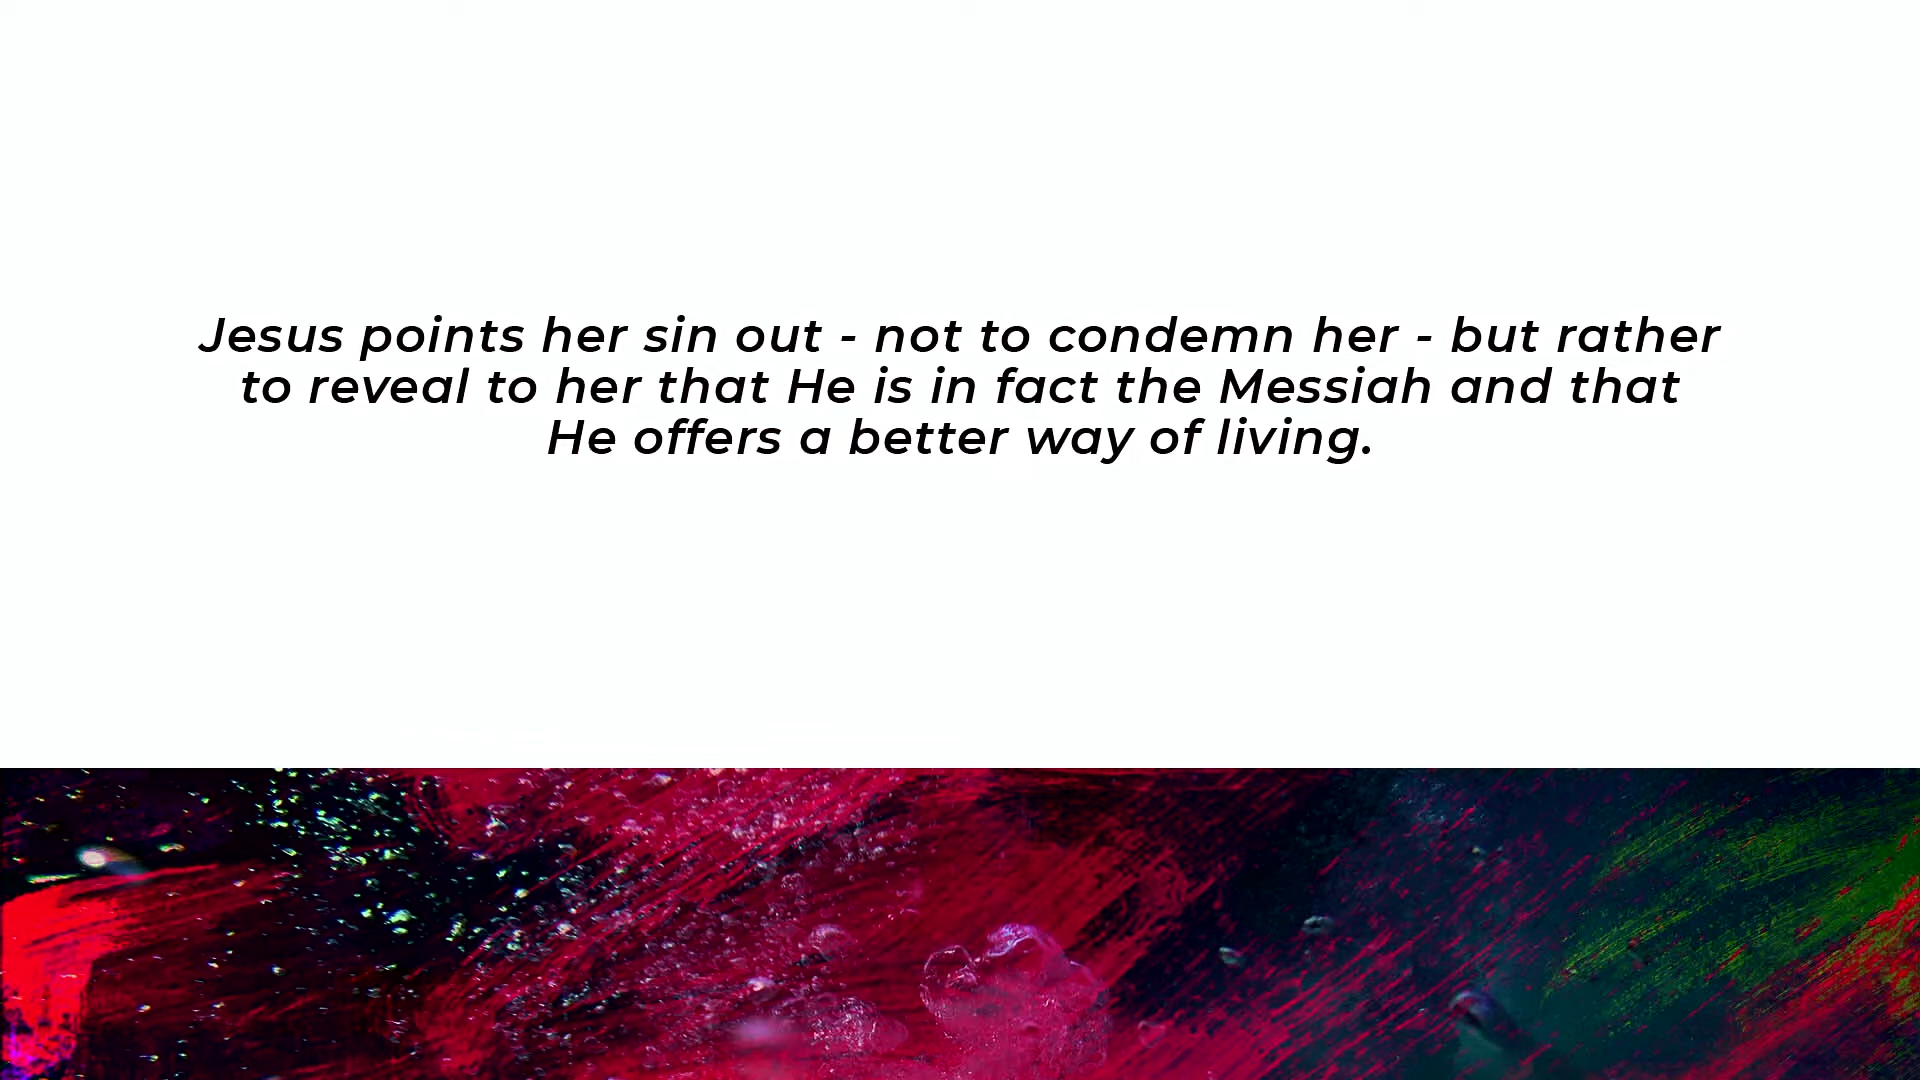 Jesus points her sin out - not to condemn her - but rather
to reveal to her that He is in fact the Messiah and that
He offers a better way of living.